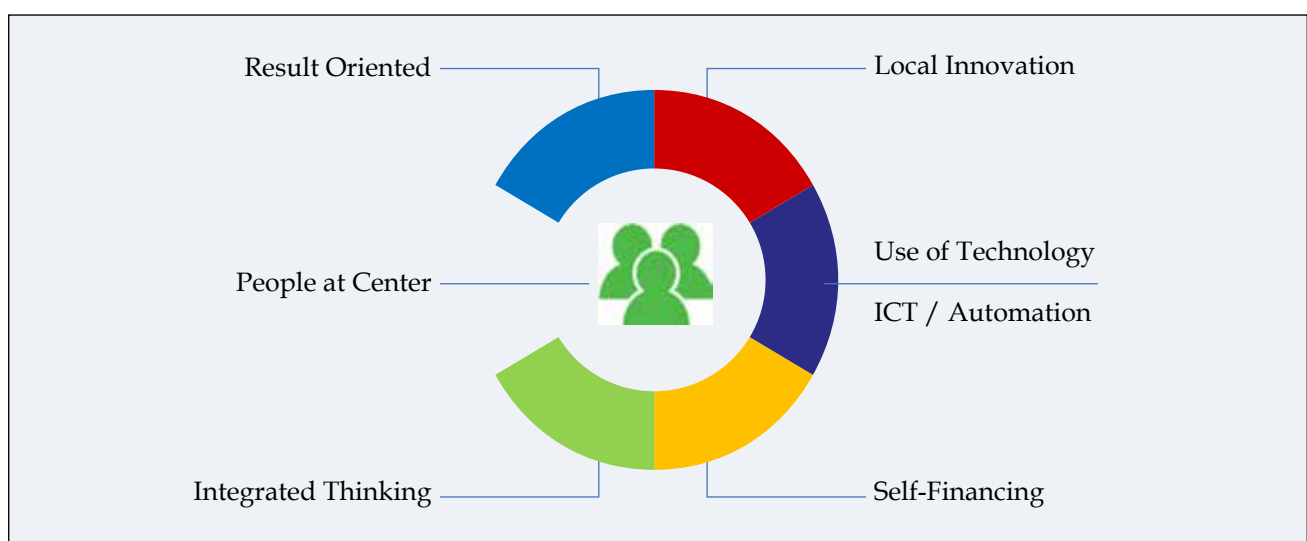 Result Oriented
Local Innovation
People at Center
Use of Technology
ICT / Automation
Integrated Thinking
Self-Financing